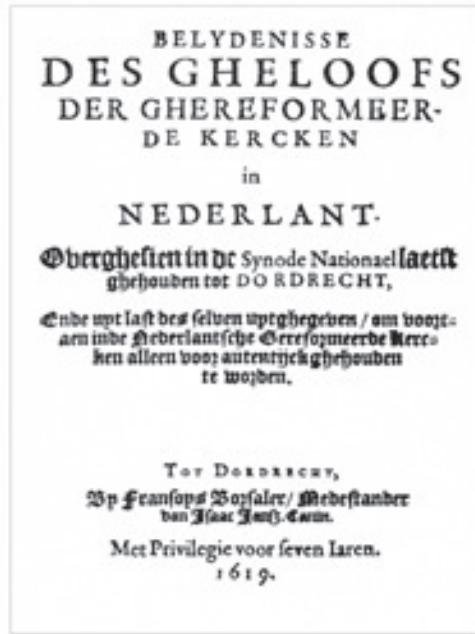 BELYDENISSE
DES GHELOOFS
DER GHEREFORMEER-
DE KERCKEN
in
NEDERLANT.
Overghesien in de Synode Nationael laetst
ghehouden tot DORDRECHT,
Ende uyt last des selven uytghegeven / om voort-
aen inde Nederlantsche Gereformeerde Kerc-
ken alleen voor autentijck ghehouden
te worden.
TOT DORDRECHT,
By Fransoys Borsaler / Medestander
van Isaac Jansz. Canin.
Met Privilegie voor seven Iaren.
1619.